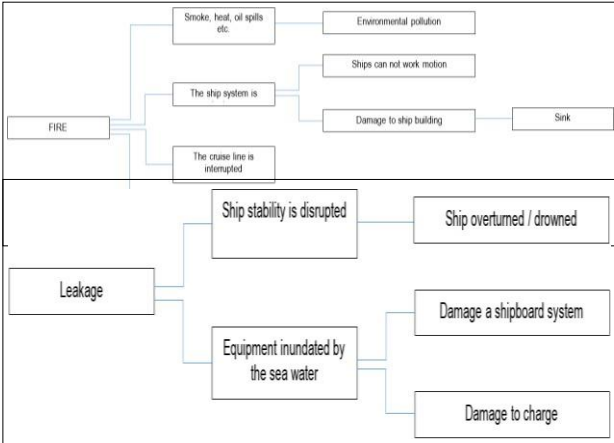 Smoke, heat, oil spills
etc.
Environmental pollution
Ships can not work motion
The ship system is
FIRE
Damage to ship building
Sink
The cruise line is
interrupted
Ship stability is disrupted
Ship overturned / drowned
Leakage
Damage a shipboard system
Equipment inundated by
the sea water
Damage to charge